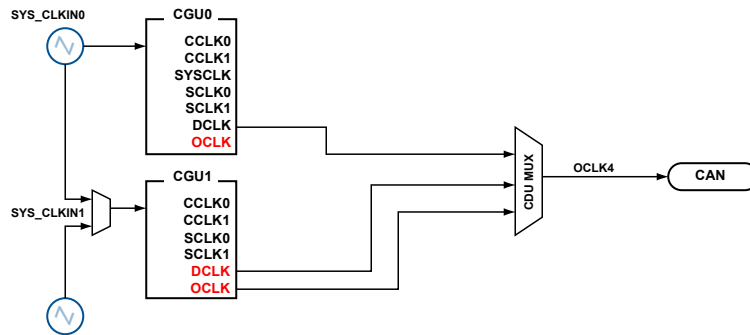 SYS_CLKIN0
CGU0
CCLK0
CCLK1
SYSCLK
SCLK0
SCLK1
DCLK
OCLK
SYS_CLKIN1
CGU1
CCLK0
CCLK1
SCLK0
SCLK1
DCLK
OCLK
CDU MUX
OCLK4
CAN